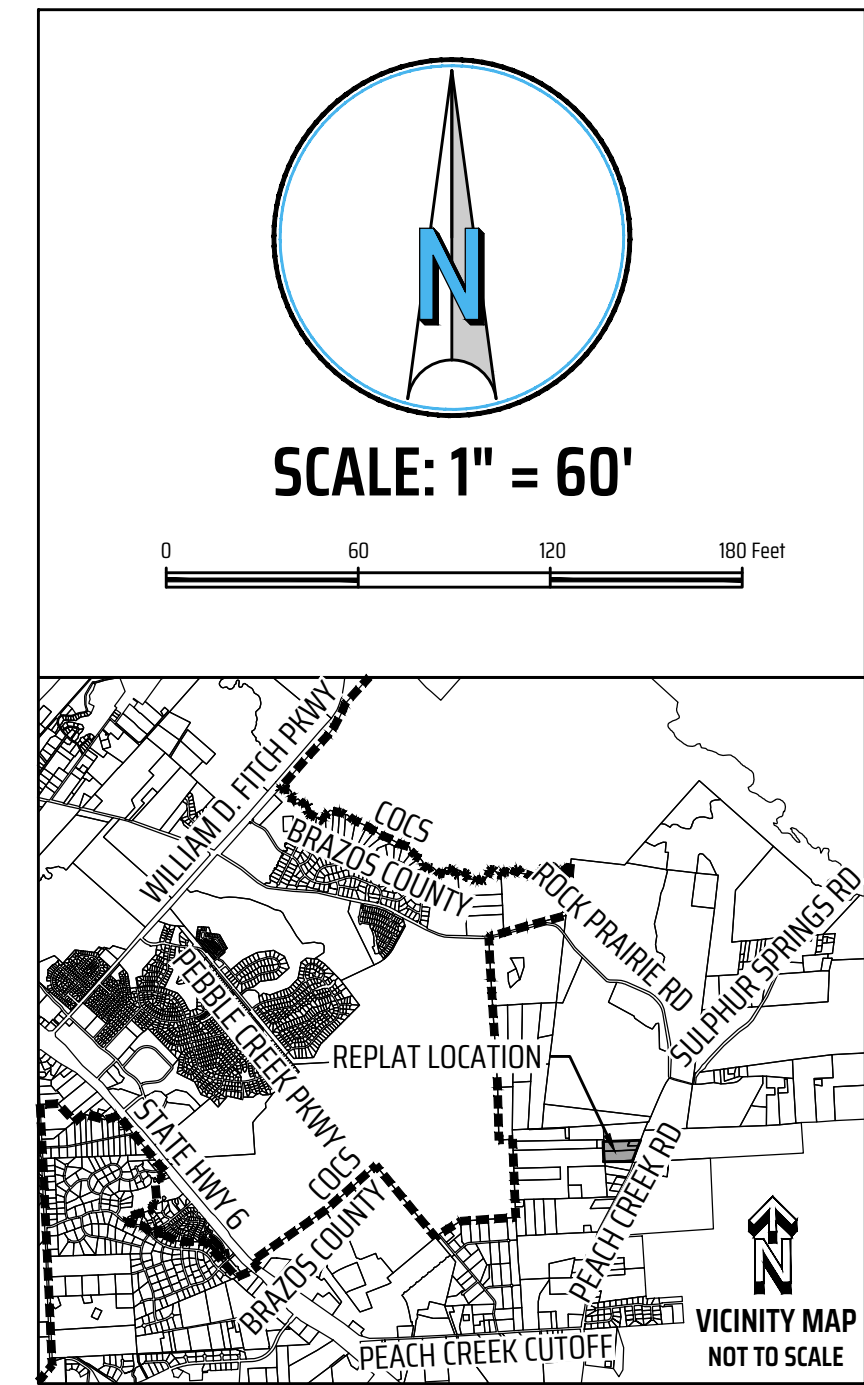 N
SCALE: 1" = 60'
0 60 120 180 Feet
WILLIAM D. FITCH PKWY
COCS
BRAZOS COUNTY
ROCK PRAIRIE RD
SULPHUR SPRINGS RD
PEBBLE CREEK PKWY S
REPLAT LOCATION
STATE HWY 6
COCS
BRAZOS COUNTY
PEACH CREEK RD
N
VICINITY MAP
NOT TO SCALE
PEACH CREEK CUTOFF